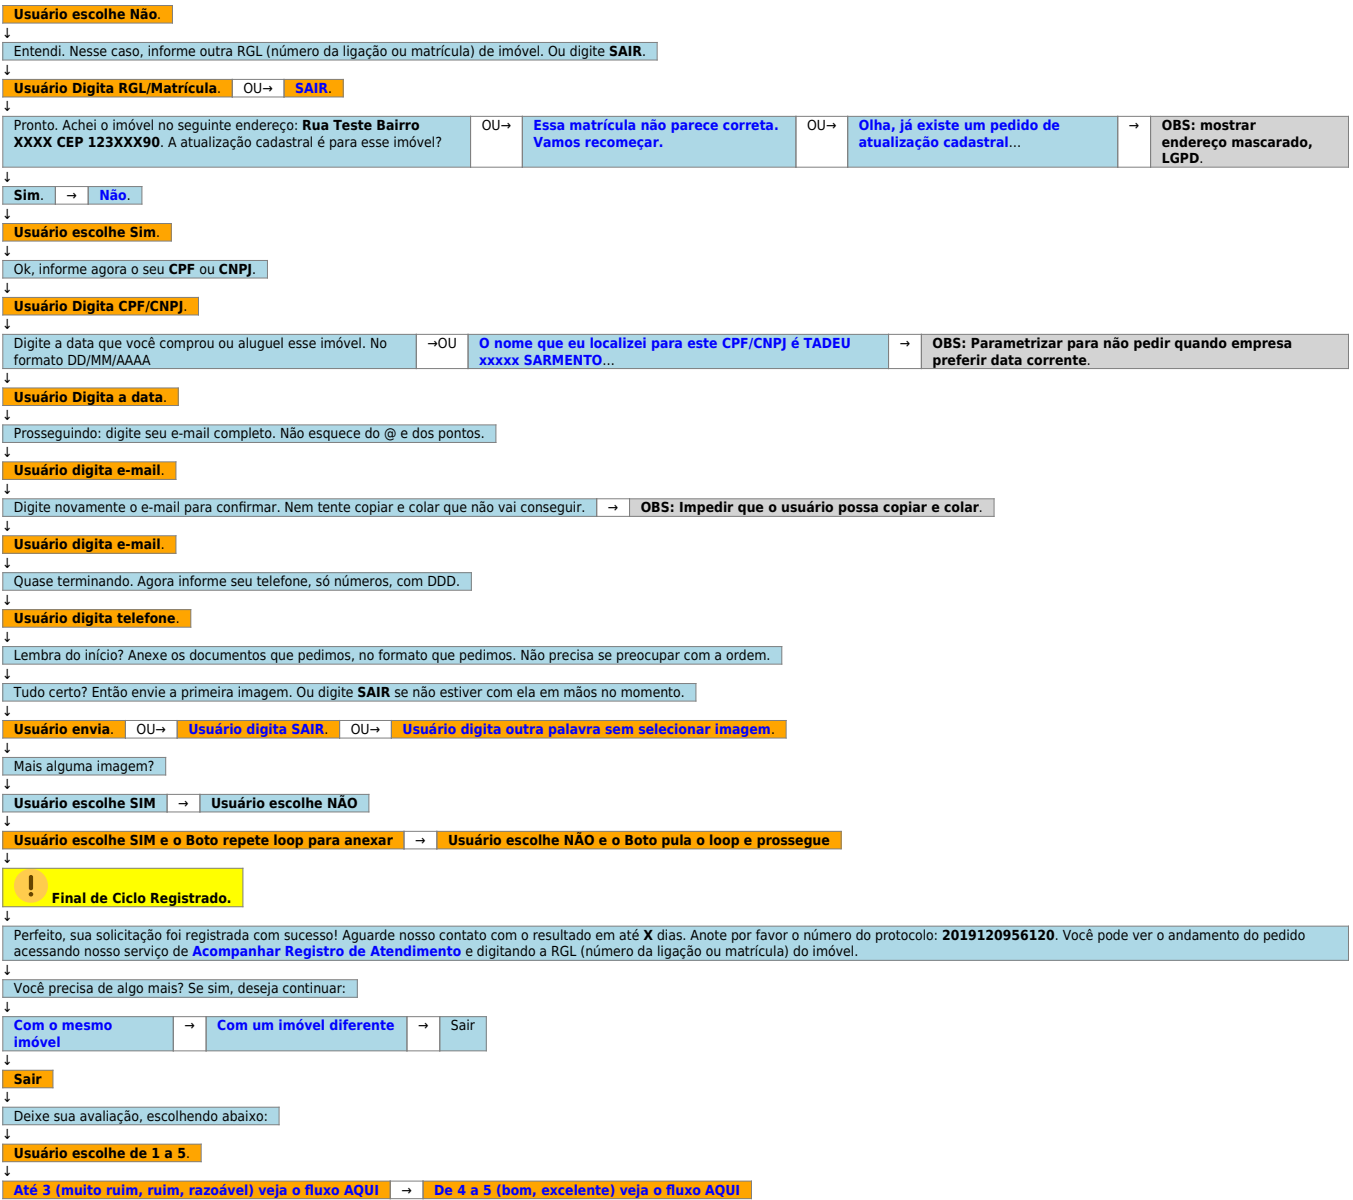 Usuário escolhe Não.
↓
Entendi. Nesse caso, informe outra RGL (número da ligação ou matrícula) de imóvel. Ou digite SAIR.
↓
Usuário Digita RGL/Matrícula. OU→ SAIR.
↓
Pronto. Achei o imóvel no seguinte endereço: Rua Teste Bairro
XXXX CEP 123XXX90. A atualização cadastral é para esse imóvel?
OU→
Essa matrícula não parece correta.
Vamos recomeçar.
OU→
Olha, já existe um pedido de
atualização cadastral...
→
OBS: mostrar
endereço mascarado,
LGPD.
↓
Sim. → Não.
↓
Usuário escolhe Sim.
↓
Ok, informe agora o seu CPF ou CNPJ.
↓
Usuário Digita CPF/CNPJ.
↓
Digite a data que você comprou ou aluguel esse imóvel. No
formato DD/MM/AAAA
→OU
O nome que eu localizei para este CPF/CNPJ é TADEU
xxxxx SARMENTO...
→
OBS: Parametrizar para não pedir quando empresa
preferir data corrente.
↓
Usuário Digita a data.
↓
Prosseguindo: digite seu e-mail completo. Não esquece do @ e dos pontos.
↓
Usuário digita e-mail.
↓
Digite novamente o e-mail para confirmar. Nem tente copiar e colar que não vai conseguir. → OBS: Impedir que o usuário possa copiar e colar.
↓
Usuário digita e-mail.
↓
Quase terminando. Agora informe seu telefone, só números, com DDD.
↓
Usuário digita telefone.
↓
Lembra do início? Anexe os documentos que pedimos, no formato que pedimos. Não precisa se preocupar com a ordem.
↓
Tudo certo? Então envie a primeira imagem. Ou digite SAIR se não estiver com ela em mãos no momento.
↓
Usuário envia. OU→ Usuário digita SAIR. OU→ Usuário digita outra palavra sem selecionar imagem.
↓
Mais alguma imagem?
↓
Usuário escolhe SIM → Usuário escolhe NÃO
↓
Usuário escolhe SIM e o Boto repete loop para anexar → Usuário escolhe NÃO e o Boto pula o loop e prossegue
↓
! Final de Ciclo Registrado.
↓
Perfeito, sua solicitação foi registrada com sucesso! Aguarde nosso contato com o resultado em até X dias. Anote por favor o número do protocolo: 2019120956120. Você pode ver o andamento do pedido
acessando nosso serviço de Acompanhar Registro de Atendimento e digitando a RGL (número da ligação ou matrícula) do imóvel.
↓
Você precisa de algo mais? Se sim, deseja continuar:
↓
Com o mesmo
imóvel
→ Com um imóvel diferente → Sair
↓
Sair
↓
Deixe sua avaliação, escolhendo abaixo:
↓
Usuário escolhe de 1 a 5.
↓
Até 3 (muito ruim, ruim, razoável) veja o fluxo AQUI → De 4 a 5 (bom, excelente) veja o fluxo AQUI